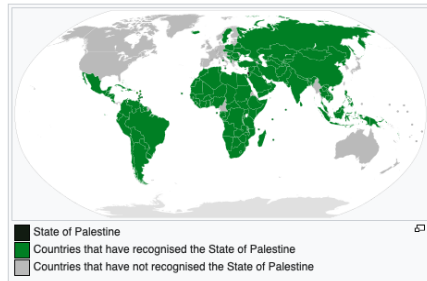 State of Palestine
Countries that have recognised the State of Palestine
Countries that have not recognised the State of Palestine